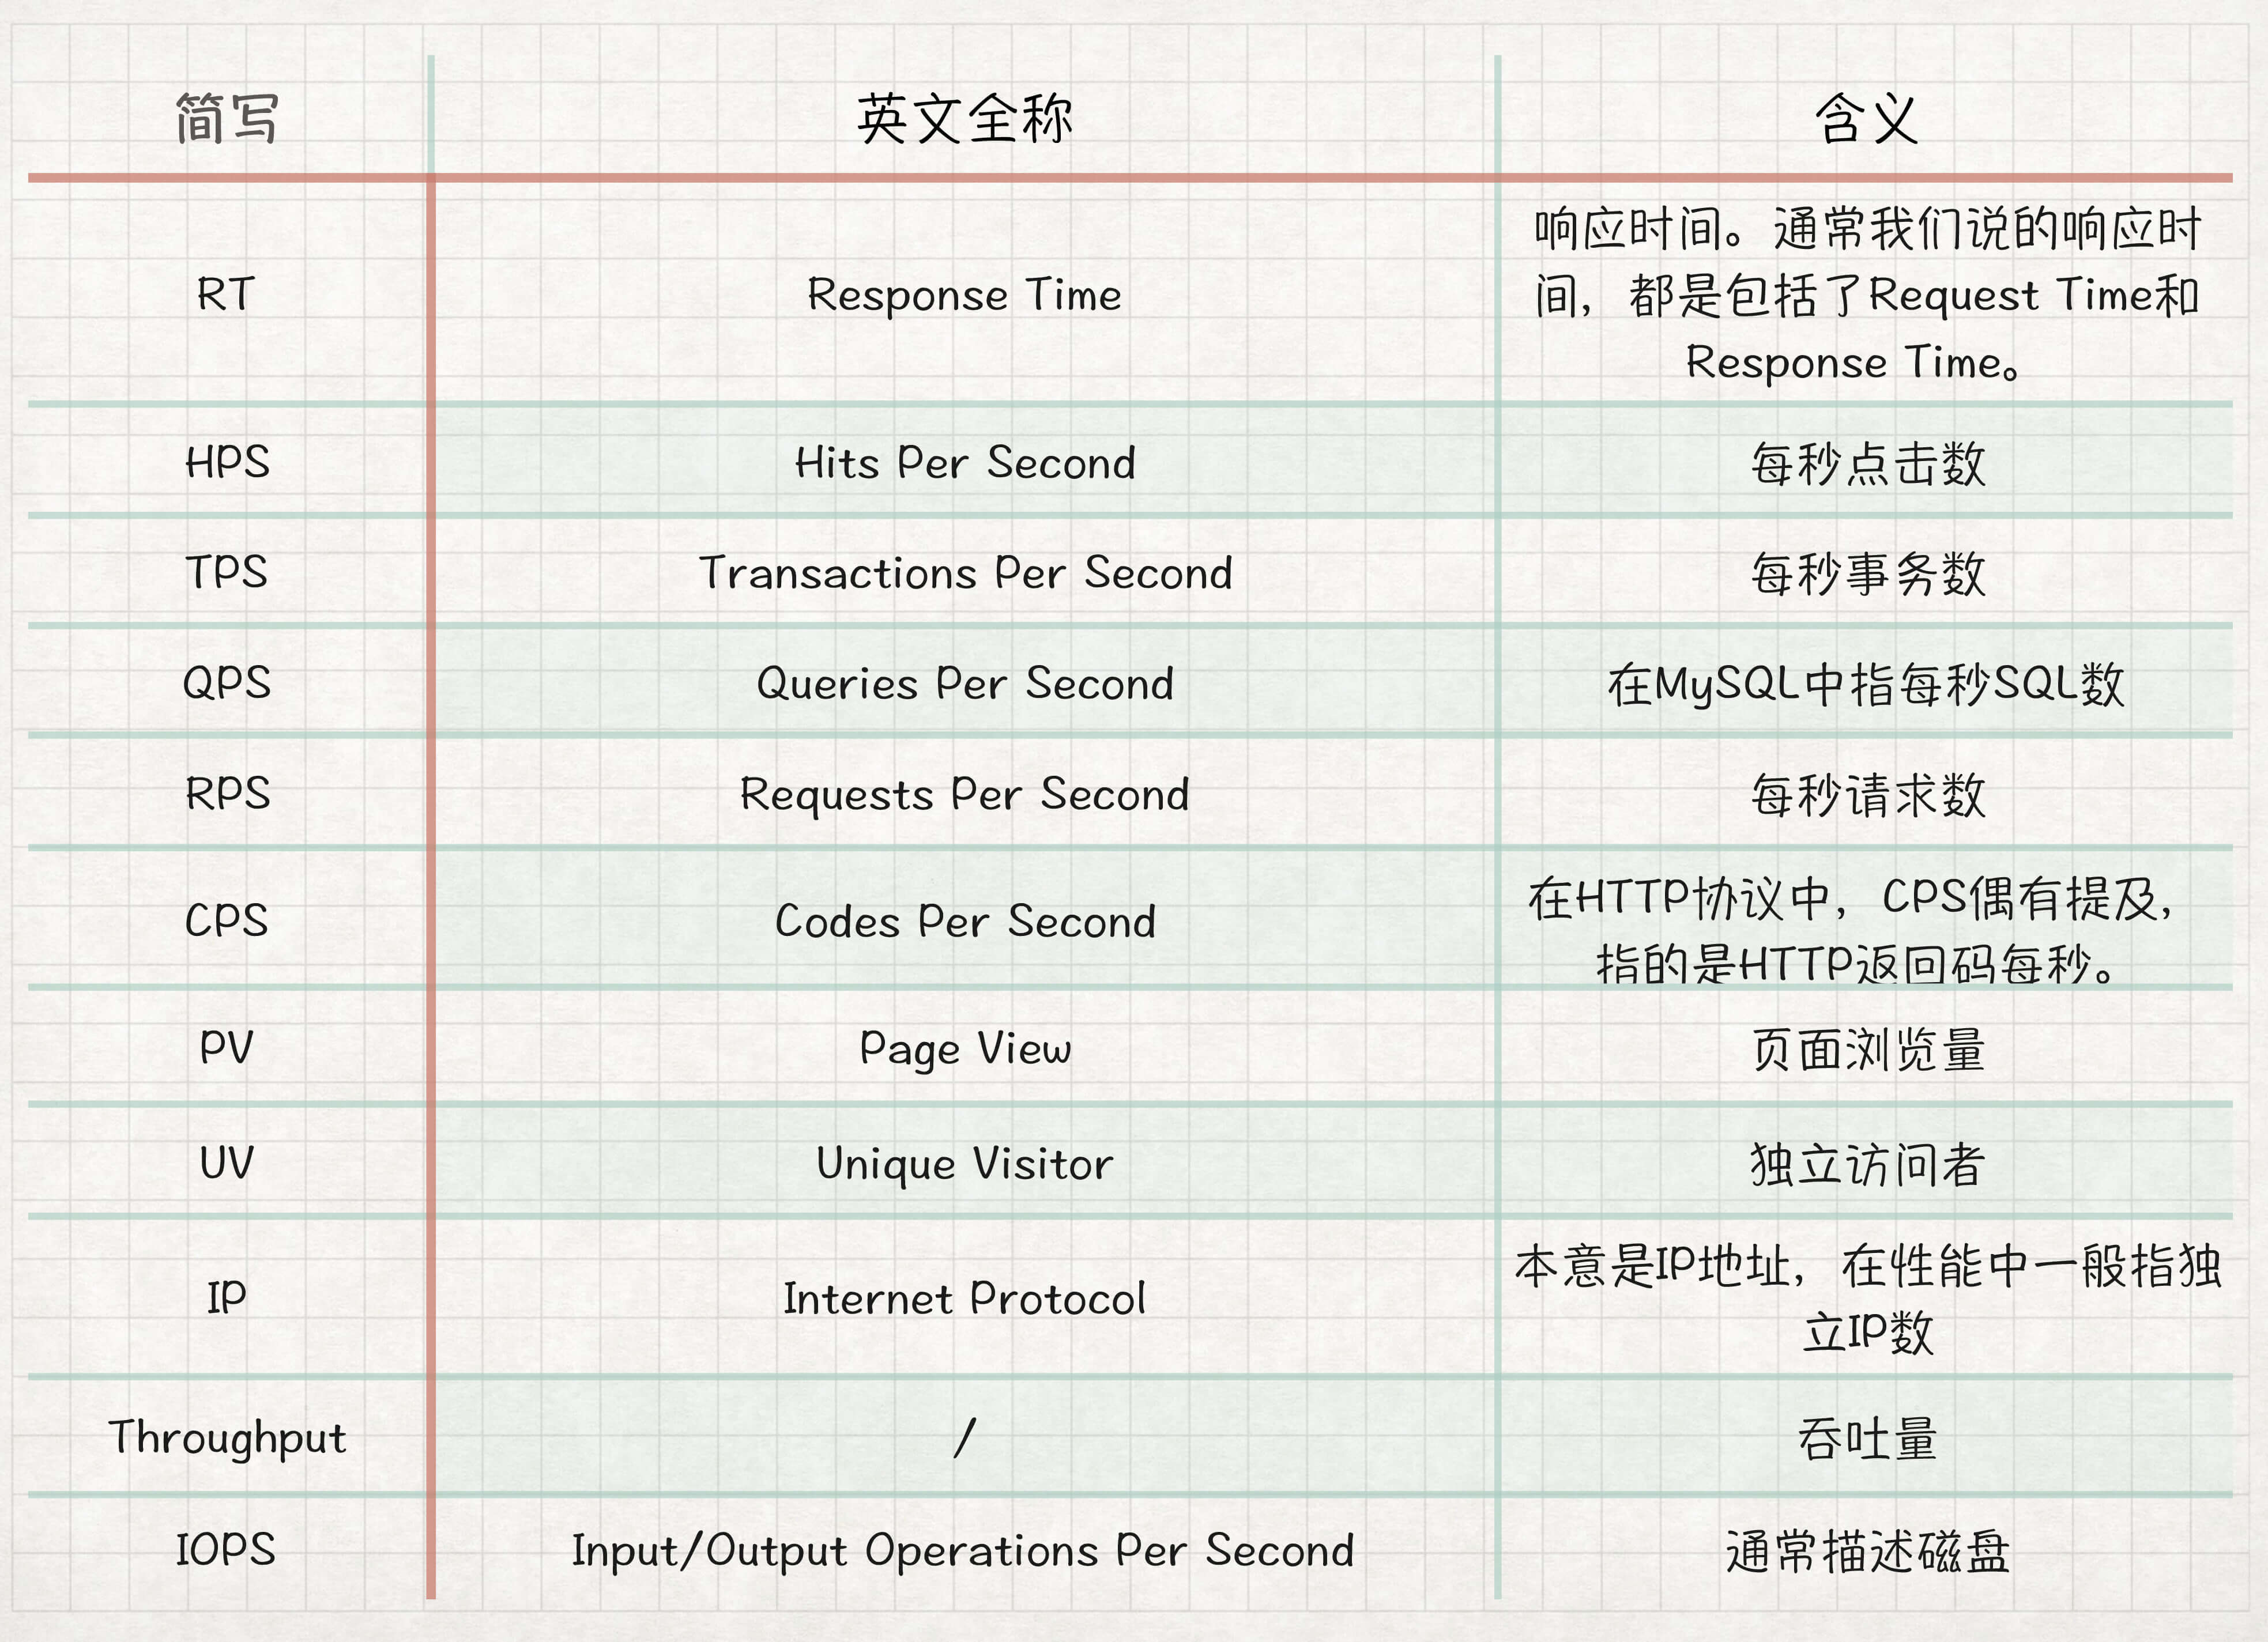 简写 英文全称 含义
响应时间。通常我们说的响应时
RT Response Time 间，都是包括了Request Time和
Response Time。
HPS Hits Per Second 每秒点击数
TPS Transactions Per Second 每秒事务数
QPS Queries Per Second 在MySQL中指每秒SQL数
RPS Requests Per Second 每秒请求数
CPS Codes Per Second 在HTTP协议中，CPS偶有提及，
指的是HTTP返回码每秒。
PV Page View 页面浏览量
UV Unique Visitor 独立访问者
IP Internet Protocol 本意是IP地址，在性能中一般指独
立IP数
Throughput / 吞吐量
IOPS Input/Output Operations Per Second 通常描述磁盘